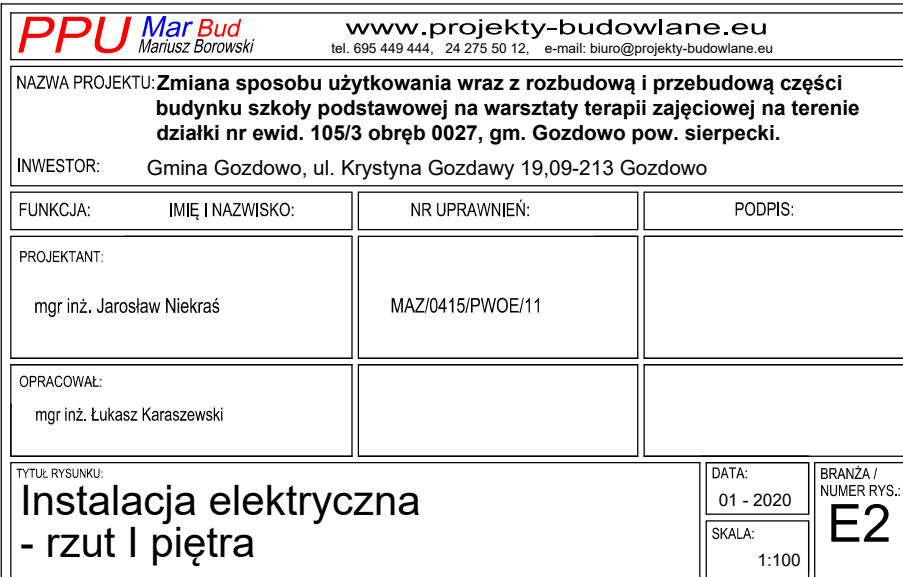 PPU Mar Bud
Mariusz Borowski
www.projekty-budowlane.eu
tel. 695 449 444, 24 275 50 12, e-mail: biuro@projekty-budowlane.eu
NAZWA PROJEKTU: Zmiana sposobu użytkowania wraz z rozbudową i przebudową części
budynku szkoły podstawowej na warsztaty terapii zajęciowej na terenie
działki nr ewid. 105/3 obręb 0027, gm. Gozdowo pow. sierpecki.
INWESTOR: Gmina Gozdowo, ul. Krystyna Gozdawy 19,09-213 Gozdowo
FUNKCJA: IMIĘ I NAZWISKO: NR UPRAWNIEŃ: PODPIS:
PROJEKTANT:
mgr inż. Jarosław Niekraś MAZ/0415/PWOE/11
OPRACOWAŁ:
mgr inż. Łukasz Karaszewski
TYTUŁ RYSUNKU:
Instalacja elektryczna
- rzut I piętra
DATA:
01 - 2020
SKALA:
1:100
BRANŻA /
NUMER RYS.:
E2